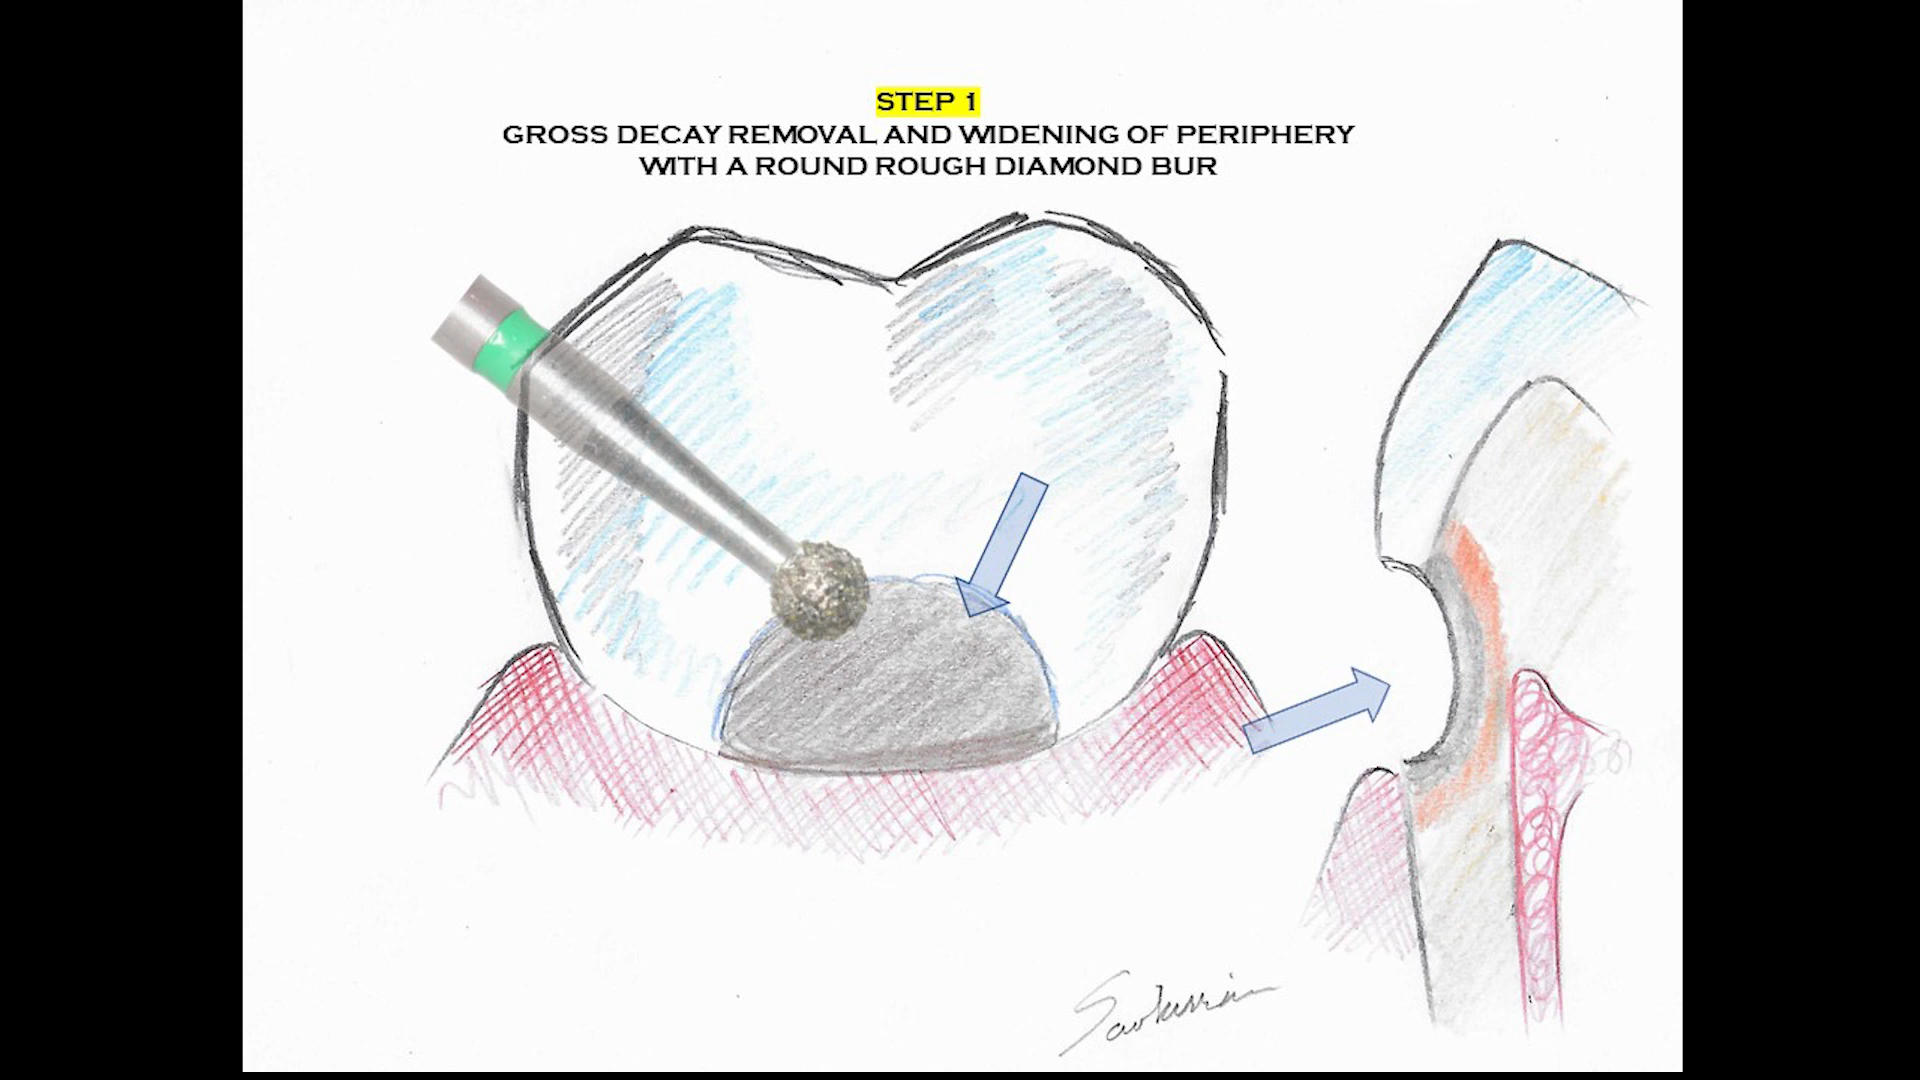 STEP 1
GROSS DECAY REMOVAL AND WIDENING OF PERIPHERY
WITH A ROUND ROUGH DIAMOND BUR